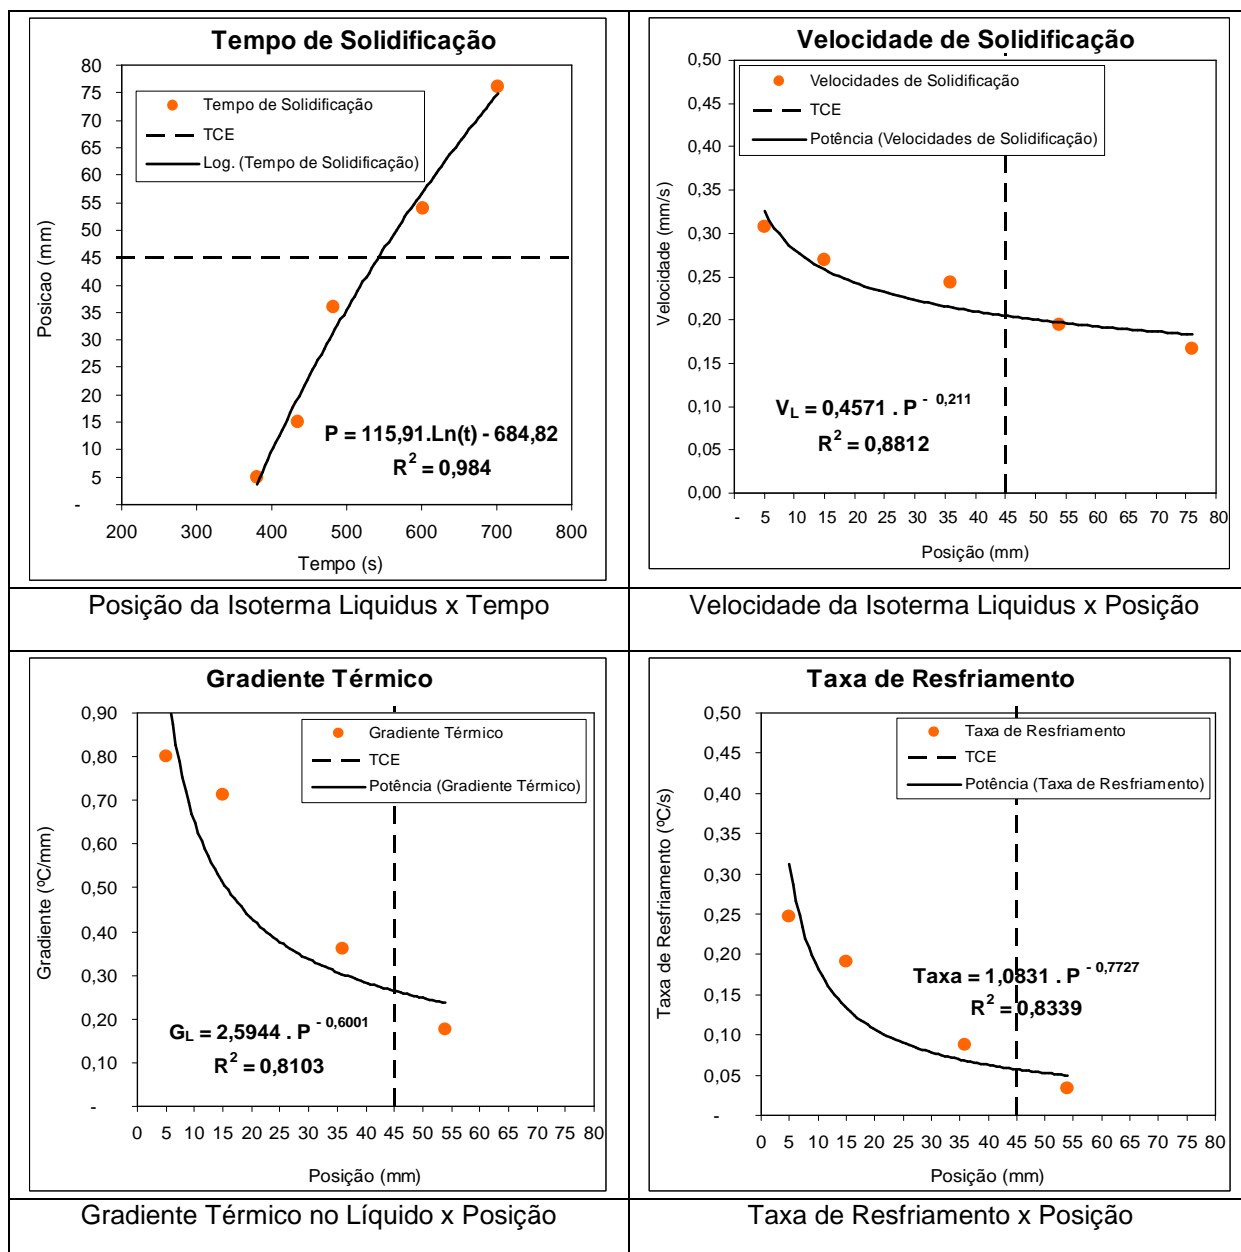 Tempo de Solidificação
80
75
70
65
60
55
50
45
40
35
30
25
20
15
10
5
-
Posicao (mm)
Tempo de Solidificação
TCE
Log. (Tempo de Solidificação)
P = 115,91.Ln(t) - 684,82
R² = 0,984
200 300 400 500 600 700 800
Tempo (s)
Posição da Isoterma Liquidus x Tempo
Velocidade de Solidificação
0,50
0,45
0,40
0,35
0,30
0,25
0,20
0,15
0,10
0,05
0,00
Velocidade (mm/s)
Velocidades de Solidificação
TCE
Potência (Velocidades de Solidificação)
V_L = 0,4571 . P^(- 0,211)
R² = 0,8812
- 5 10 15 20 25 30 35 40 45 50 55 60 65 70 75 80
Posição (mm)
Velocidade da Isoterma Liquidus x Posição
Gradiente Térmico
0,90
0,80
0,70
0,60
0,50
0,40
0,30
0,20
0,10
-
Gradiente (ºC/mm)
Gradiente Térmico
TCE
Potência (Gradiente Térmico)
G_L = 2,5944 . P^(- 0,6001)
R² = 0,8103
0 5 10 15 20 25 30 35 40 45 50 55 60 65 70 75 80
Posição (mm)
Gradiente Térmico no Líquido x Posição
Taxa de Resfriamento
0,50
0,45
0,40
0,35
0,30
0,25
0,20
0,15
0,10
0,05
-
Taxa de Resfriamento (ºC/s)
Taxa de Resfriamento
TCE
Potência (Taxa de Resfriamento)
Taxa = 1,0831 . P^(- 0,7727)
R² = 0,8339
0 5 10 15 20 25 30 35 40 45 50 55 60 65 70 75 80
Posição (mm)
Taxa de Resfriamento x Posição